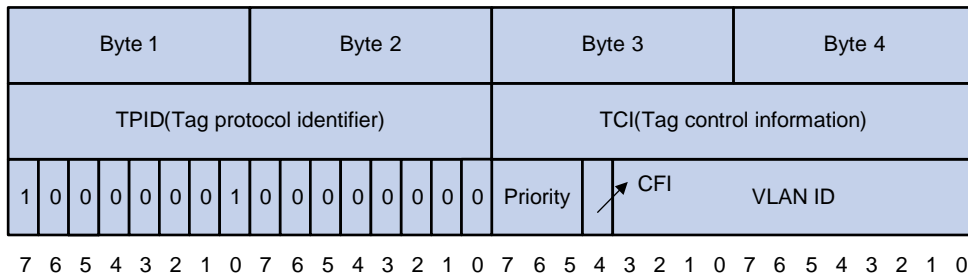 Byte 1 Byte 2 Byte 3 Byte 4
TPID(Tag protocol identifier) TCI(Tag control information)
1 0 0 0 0 0 0 1 0 0 0 0 0 0 0 0 Priority CFI VLAN ID
7 6 5 4 3 2 1 0 7 6 5 4 3 2 1 0 7 6 5 4 3 2 1 0 7 6 5 4 3 2 1 0